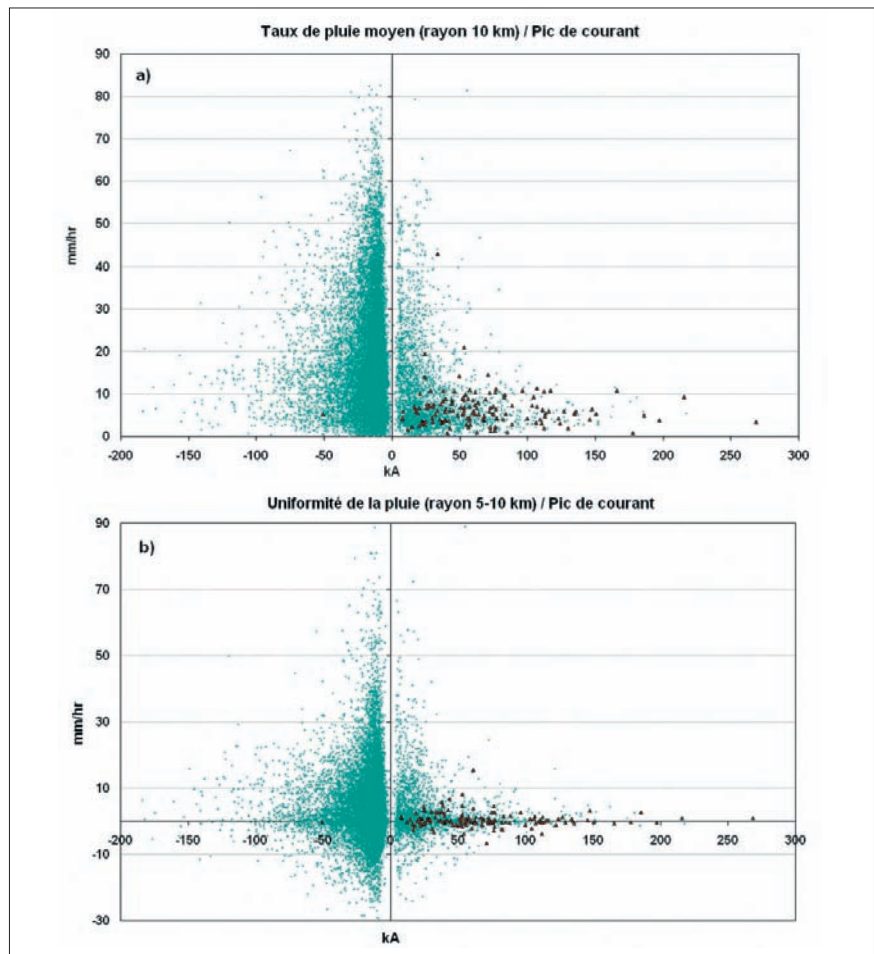 Taux de pluie moyen (rayon 10 km) / Pic de courant
a)
90
80
70
60
50
40
30
20
10
0
mm/hr
-200 -150 -100 -50 0 50 100 150 200 250 300
kA
Uniformité de la pluie (rayon 5-10 km) / Pic de courant
b)
90
70
50
30
10
-10
-30
mm/hr
-200 -150 -100 -50 0 50 100 150 200 250 300
kA